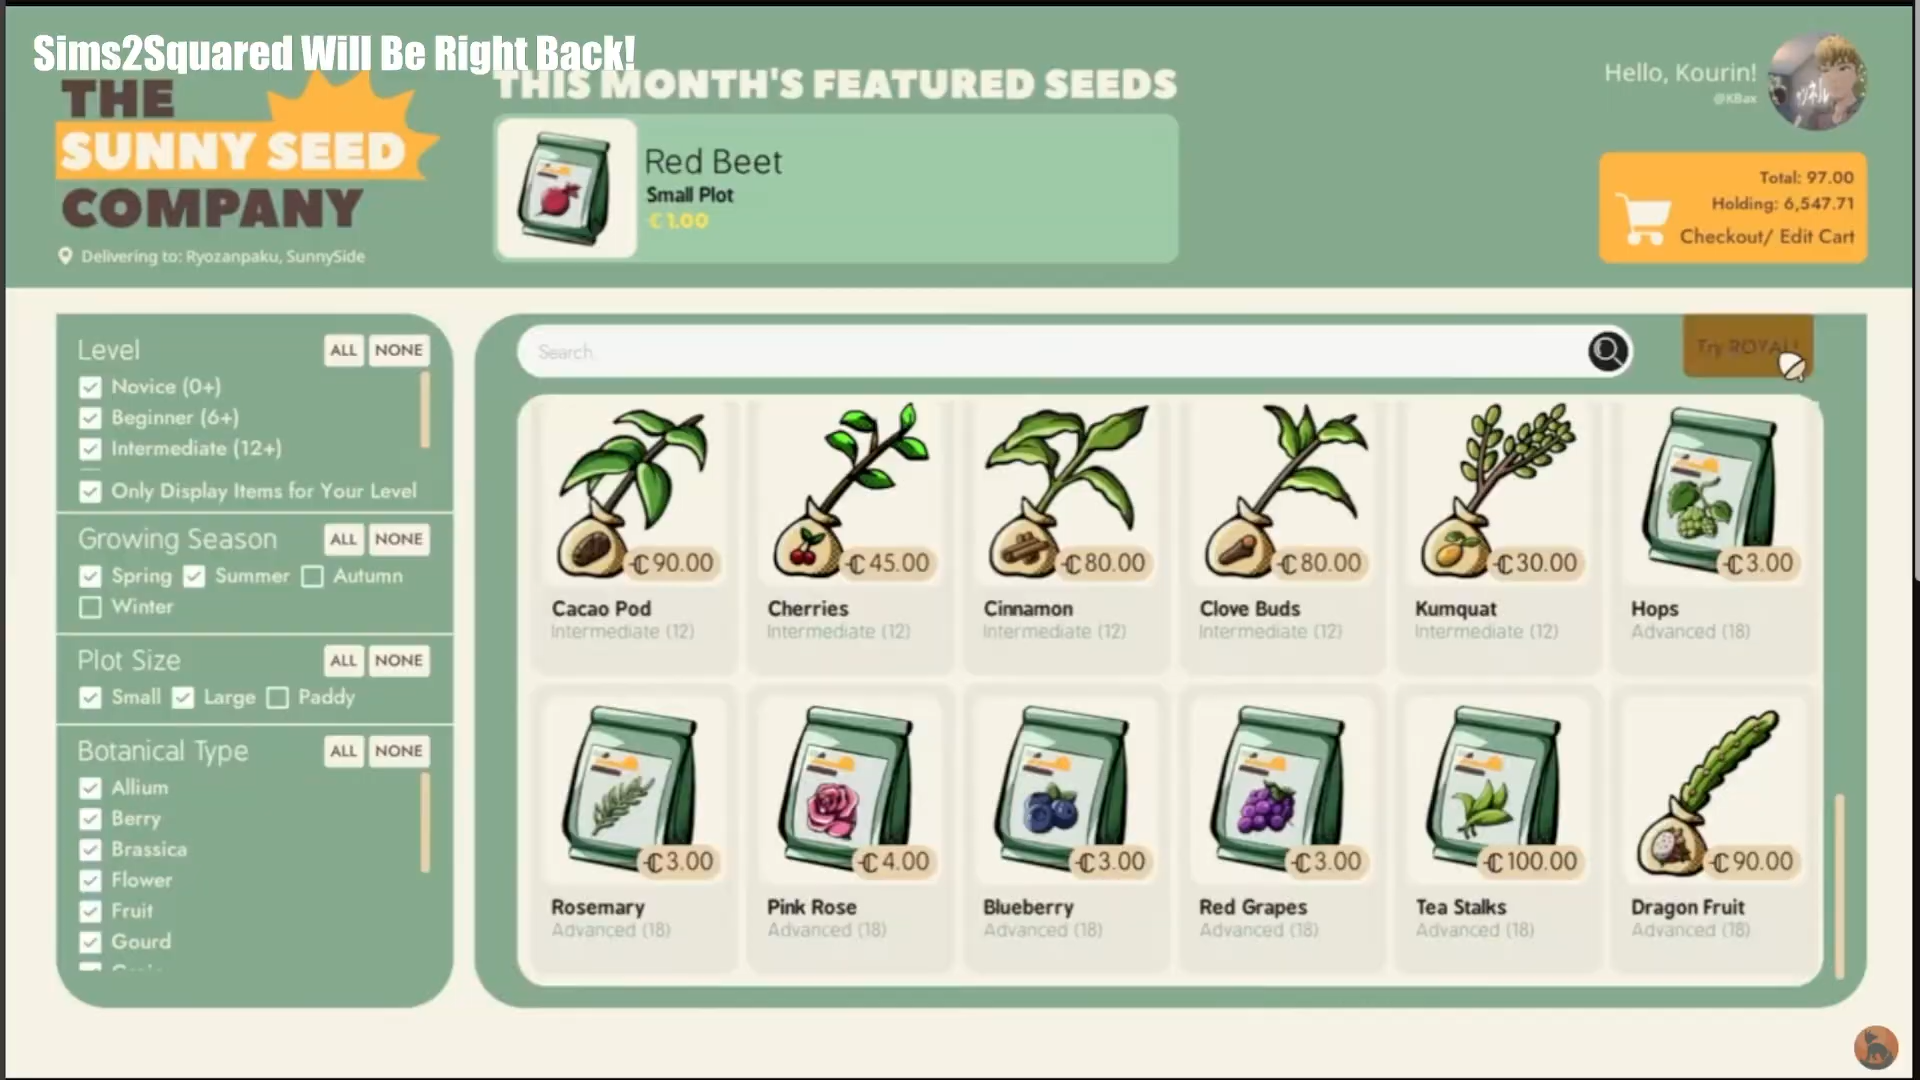 Sims2Squared Will Be Right Back!
THE
SUNNY SEED
COMPANY
Delivering to: Ryozanpaku, SunnySide
THIS MONTH'S FEATURED SEEDS
Red Beet
Small Plot
₢ 1.00
Hello, Kourin!
@KBax
Total: 97.00
Holding: 6,547.71
Checkout/ Edit Cart
Level
ALL NONE
Novice (0+)
Beginner (6+)
Intermediate (12+)
Only Display Items for Your Level
Growing Season
ALL NONE
Spring Summer Autumn
Winter
Plot Size
ALL NONE
Small Large Paddy
Botanical Type
ALL NONE
Allium
Berry
Brassica
Flower
Fruit
Gourd
Search
Try ROYAL!
₢90.00
Cacao Pod
Intermediate (12)
₢45.00
Cherries
Intermediate (12)
₢80.00
Cinnamon
Intermediate (12)
₢80.00
Clove Buds
Intermediate (12)
₢30.00
Kumquat
Intermediate (12)
₢3.00
Hops
Advanced (18)
₢3.00
Rosemary
Advanced (18)
₢4.00
Pink Rose
Advanced (18)
₢3.00
Blueberry
Advanced (18)
₢3.00
Red Grapes
Advanced (18)
₢100.00
Tea Stalks
Advanced (18)
₢90.00
Dragon Fruit
Advanced (18)